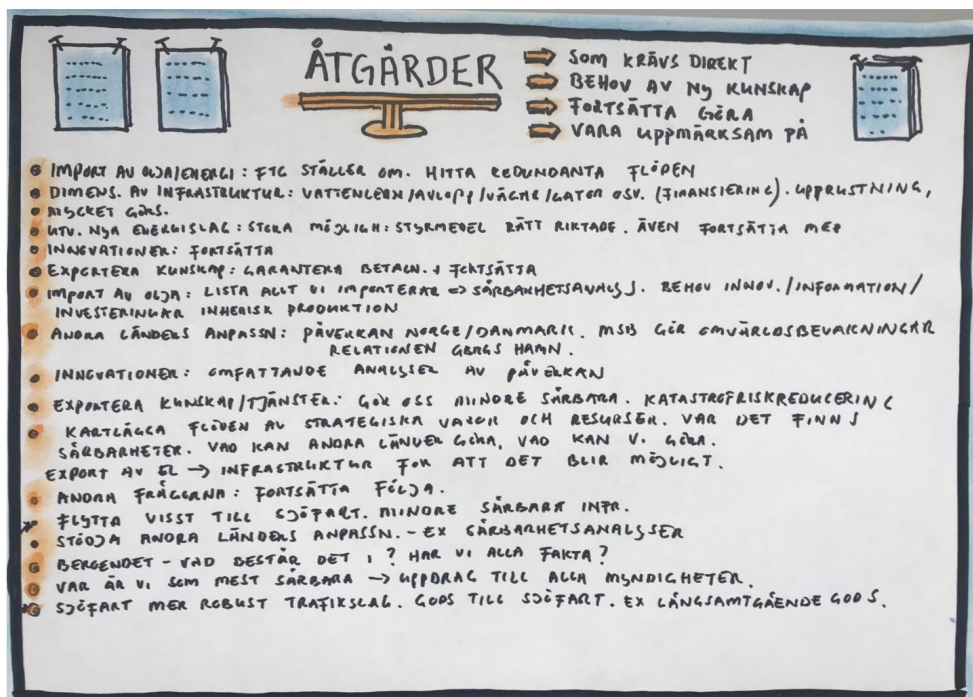 ÅTGÄRDER
SOM KRÄVS DIREKT
BEHOV AV NY KUNSKAP
FORTSÄTTA GÖRA
VARA UPPMÄRKSAM PÅ
IMPORT AV OLJA/ENERGI: FTG STÄLLER OM. HITTA REDUNDANTA FLÖDEN
DIMENS. AV INFRASTRUKTUR: VATTENLEDN/AVLOPP/VÄGAR/GATOR OSV. (FINANSIERING). UPPRUSTNING,
MYCKET GÖRS.
UTV. NYA ENERGISLAG: STORA MÖJLIGH: STYRMEDEL RÄTT RIKTADE. ÄVEN FORTSÄTTA MED
INNOVATIONER: FORTSÄTTA
EXPORTERA KUNSKAP: GARANTERA BETALN. FORTSÄTTA
IMPORT AV OLJA: LISTA ALLT VI IMPORTERAR => SÅRBARHETSANALYS. BEHOV INNOV./INFORMATION/
INVESTERINGAR INHEMSK PRODUKTION
ANDRA LÄNDERS ANPASSN: PÅVERKAN NORGE/DANMARK. MSB GÖR OMVÄRLDSBEVAKNINGAR
RELATIONEN GBRGS HAMN.
INNOVATIONER: OMFATTANDE ANALYSER AV PÅVERKAN
EXPORTERA KUNSKAP/TJÄNSTER: GÖR OSS MINDRE SÅRBARA. KATASTROFRISKREDUCERING
KARTLÄGGA FLÖDEN AV STRATEGISKA VAROR OCH RESURSER. VAR DET FINNS
SÅRBARHETER. VAD KAN ANDRA LÄNDER GÖRA, VAD KAN VI GÖRA.
EXPORT AV EL → INFRASTRUKTUR FÖR ATT DET BLIR MÖJLIGT.
ANDRA FRÅGORNA: FORTSÄTTA FÖLJA.
FLYTTA VISST TILL SJÖFART. MINDRE SÅRBART INFR.
STÖDJA ANDRA LÄNDERS ANPASSN. - EX SÅRBARHETSANALYSER
BEROENDET - VAD BESTÅR DET I? HAR VI ALLA FAKTA?
VAR ÄR VI SOM MEST SÅRBARA → UPPDRAG TILL ALLA MYNDIGHETER.
SJÖFART MER ROBUST TRAFIKSLAG. GODS TILL SJÖFART. EX LÅNGSAMTGÅENDE GODS.